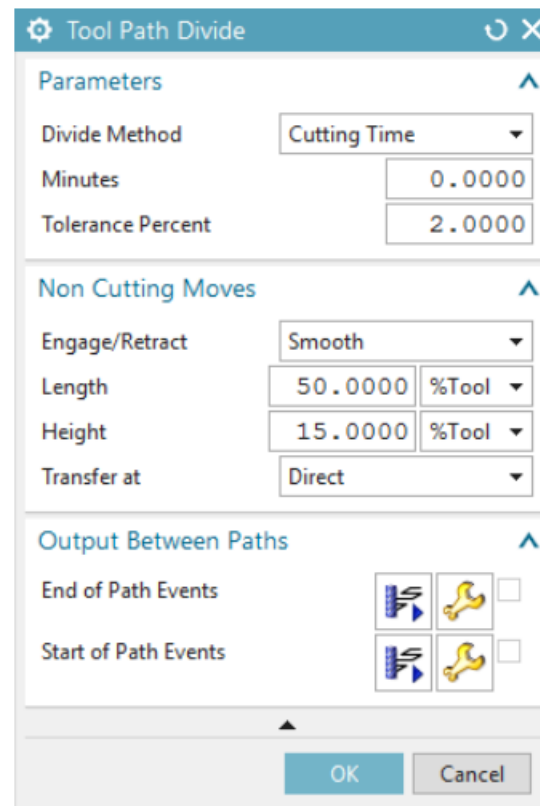 Tool Path Divide
Parameters
Divide Method Cutting Time
Minutes 0.0000
Tolerance Percent 2.0000
Non Cutting Moves
Engage/Retract Smooth
Length 50.0000 %Tool
Height 15.0000 %Tool
Transfer at Direct
Output Between Paths
End of Path Events
Start of Path Events
OK Cancel